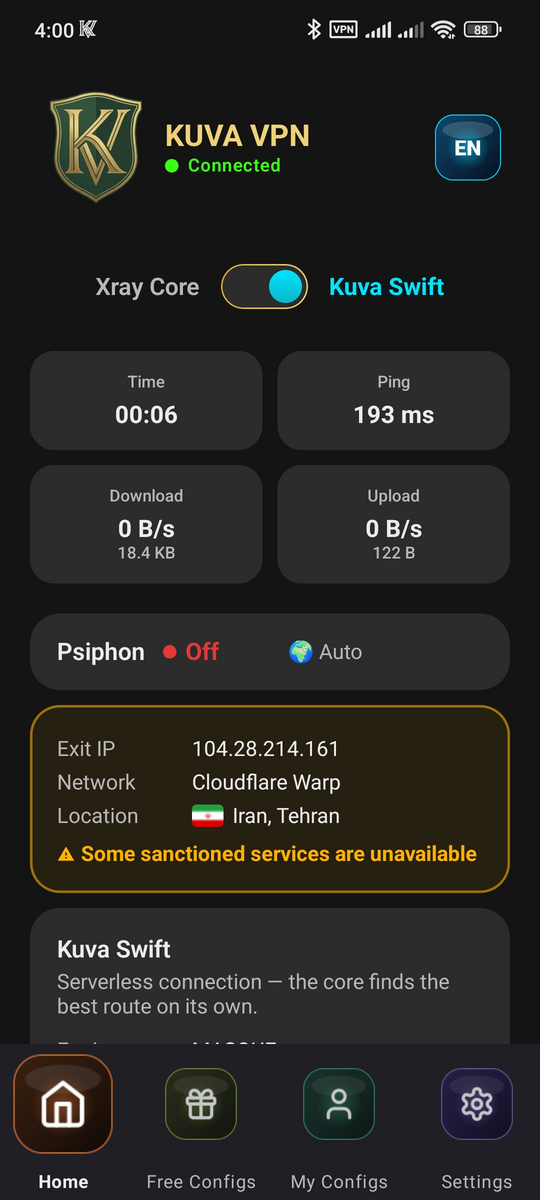 4:00
VPN
88
KUVA VPN
Connected
EN
Xray Core
Kuva Swift
Time
00:06
Ping
193 ms
Download
0 B/s
18.4 KB
Upload
0 B/s
122 B
Psiphon
Off
Auto
Exit IP
104.28.214.161
Network
Cloudflare Warp
Location
Iran, Tehran
Some sanctioned services are unavailable
Kuva Swift
Serverless connection — the core finds the
best route on its own.
Home
Free Configs
My Configs
Settings